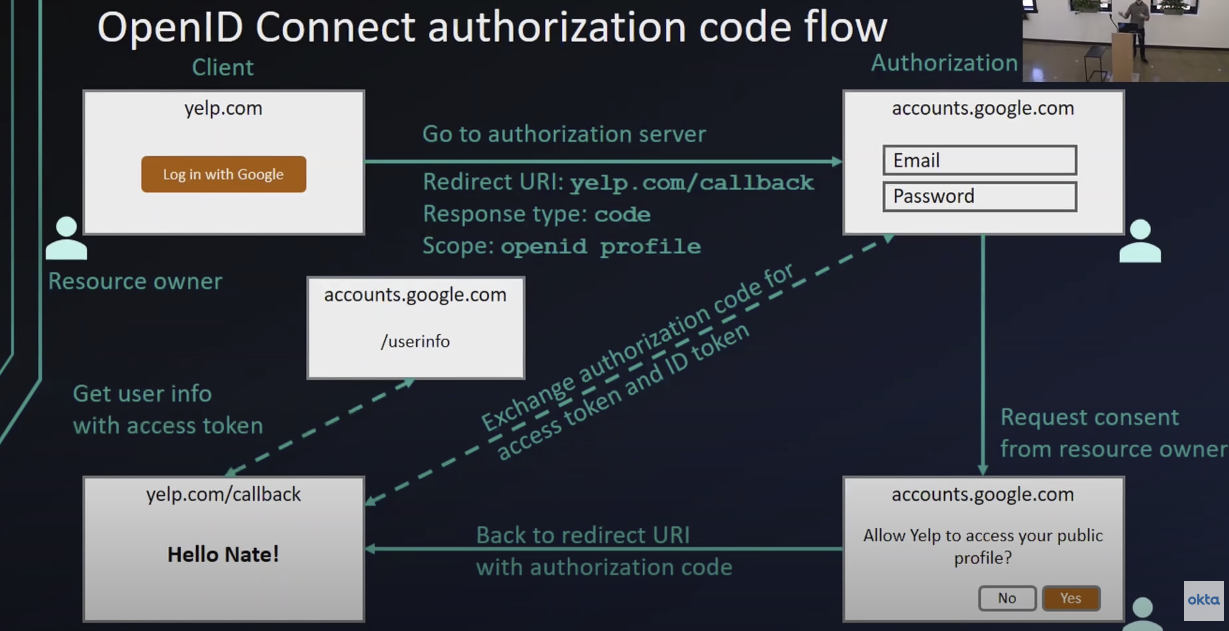 OpenID Connect authorization code flow
Client
Authorization
yelp.com
Log in with Google
Go to authorization server
Redirect URI: yelp.com/callback
Response type: code
Scope: openid profile
accounts.google.com
Email
Password
Resource owner
accounts.google.com
/userinfo
Exchange authorization code for
access token and ID token
Get user info
with access token
Request consent
from resource owner
yelp.com/callback
Hello Nate!
Back to redirect URI
with authorization code
accounts.google.com
Allow Yelp to access your public
profile?
No
Yes
okta